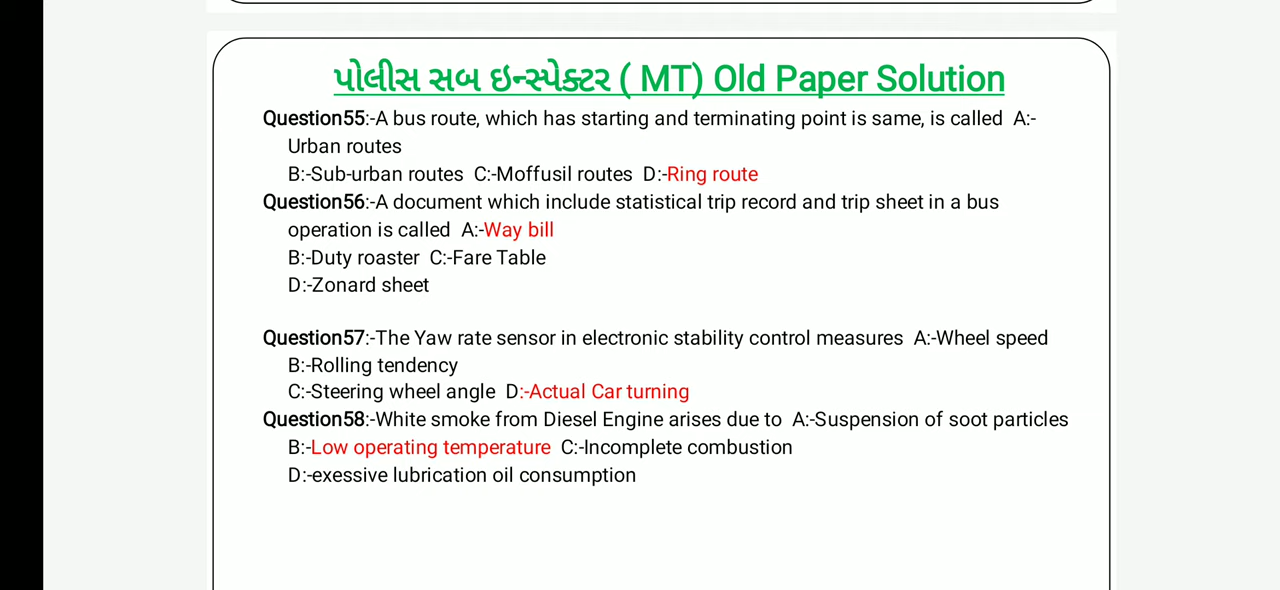 પોલીસ સબ ઇન્સ્પેક્ટર ( MT) Old Paper Solution
Question55:-A bus route, which has starting and terminating point is same, is called  A:-
Urban routes
B:-Sub-urban routes  C:-Moffusil routes  D:-Ring route
Question56:-A document which include statistical trip record and trip sheet in a bus
operation is called  A:-Way bill
B:-Duty roaster  C:-Fare Table
D:-Zonard sheet
Question57:-The Yaw rate sensor in electronic stability control measures  A:-Wheel speed
B:-Rolling tendency
C:-Steering wheel angle  D:-Actual Car turning
Question58:-White smoke from Diesel Engine arises due to  A:-Suspension of soot particles
B:-Low operating temperature  C:-Incomplete combustion
D:-exessive lubrication oil consumption